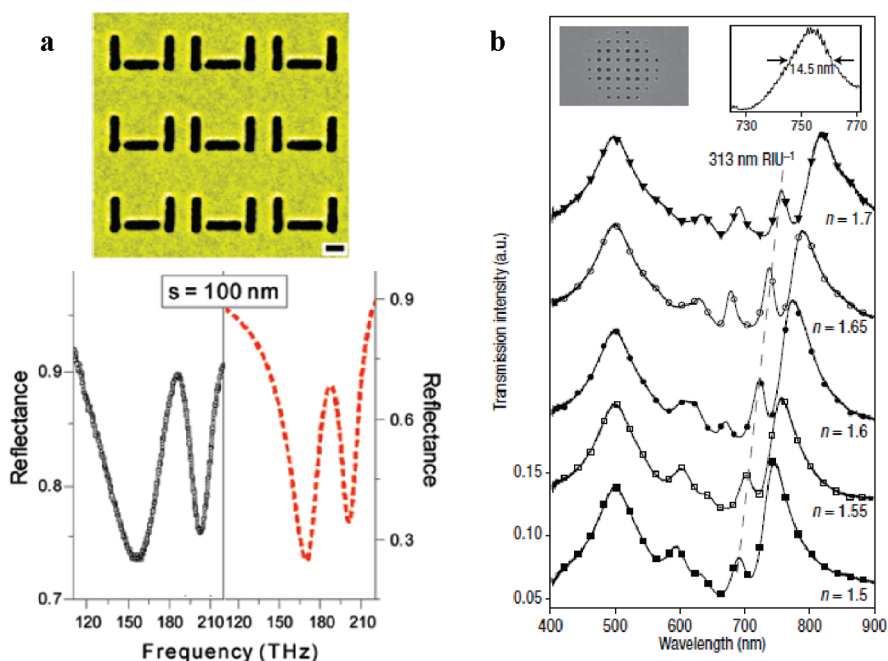 a
s = 100 nm
0.9
0.8
0.7
Reflectance
0.9
0.6
0.3
Reflectance
120 150 180 210 120 150 180 210
Frequency (THz)
b
14.5 nm
730 750 770
313 nm RIU⁻¹
n = 1.7
n = 1.65
n = 1.6
n = 1.55
n = 1.5
Transmission intensity (a.u.)
0.15
0.10
0.05
400 500 600 700 800 900
Wavelength (nm)